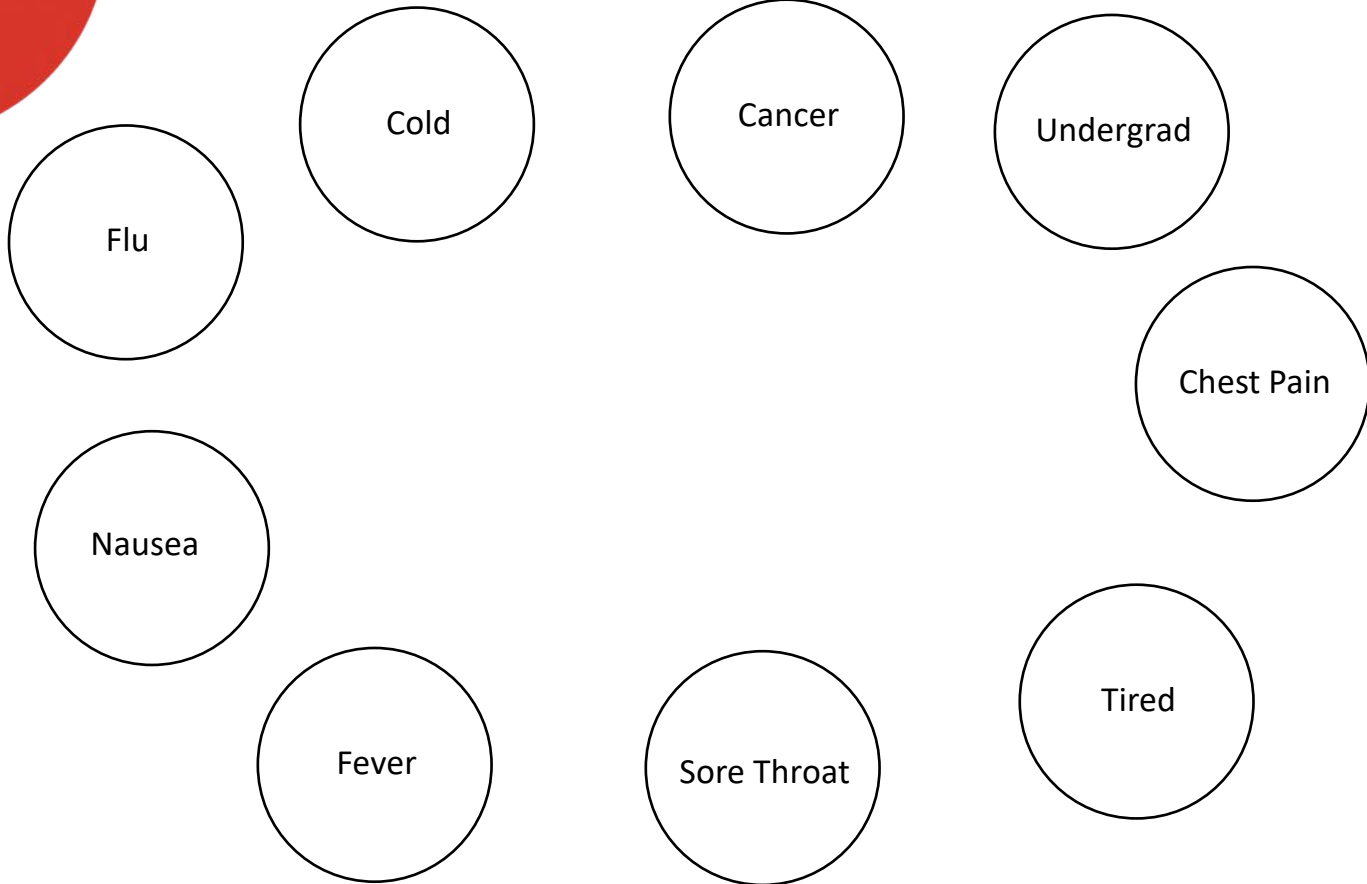 Cold
Cancer
Undergrad
Flu
Chest Pain
Nausea
Tired
Fever
Sore Throat